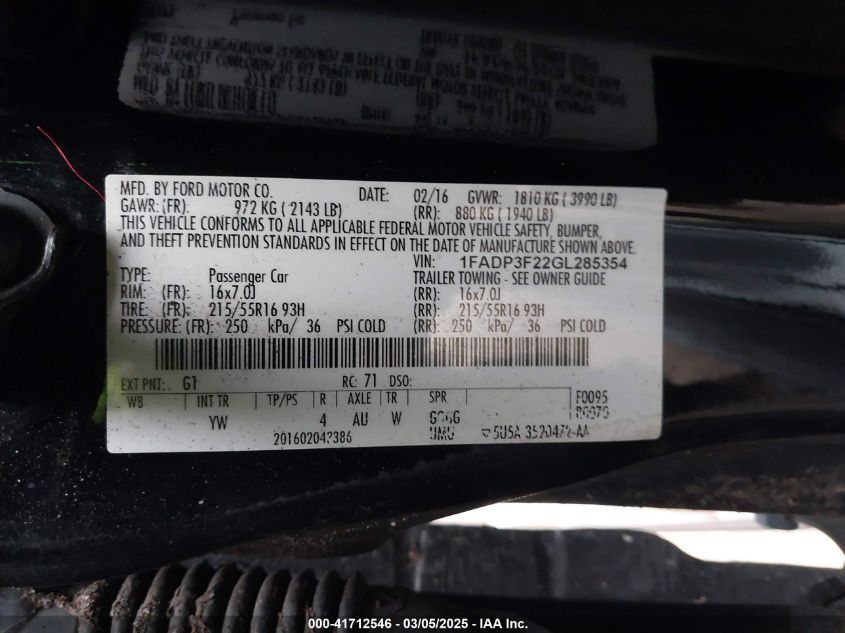 MFD. BY FORD MOTOR CO. DATE: 02/16 GVWR: 1810 KG ( 3990 LB)
GAWR: (FR): 972 KG ( 2143 LB) (RR): 880 KG ( 1940 LB)
THIS VEHICLE CONFORMS TO ALL APPLICABLE FEDERAL MOTOR VEHICLE SAFETY, BUMPER,
AND THEFT PREVENTION STANDARDS IN EFFECT ON THE DATE OF MANUFACTURE SHOWN ABOVE.
VIN: 1FADP3F22GL285354
TYPE: Passenger Car TRAILER TOWING - SEE OWNER GUIDE
RIM: (FR): 16x7.0J (RR): 16x7.0J
TIRE: (FR): 215/55R16 93H (RR): 215/55R16 93H
PRESSURE: (FR): 250 kPa/ 36 PSI COLD (RR): 250 kPa/ 36 PSI COLD
EXT PNT: G1 RC: 71 DSO:
WB INT TR TP/PS R AXLE TR SPR F0095
YW 4 AU W
000-41712546 / 03/05/2025 - IAA Inc.